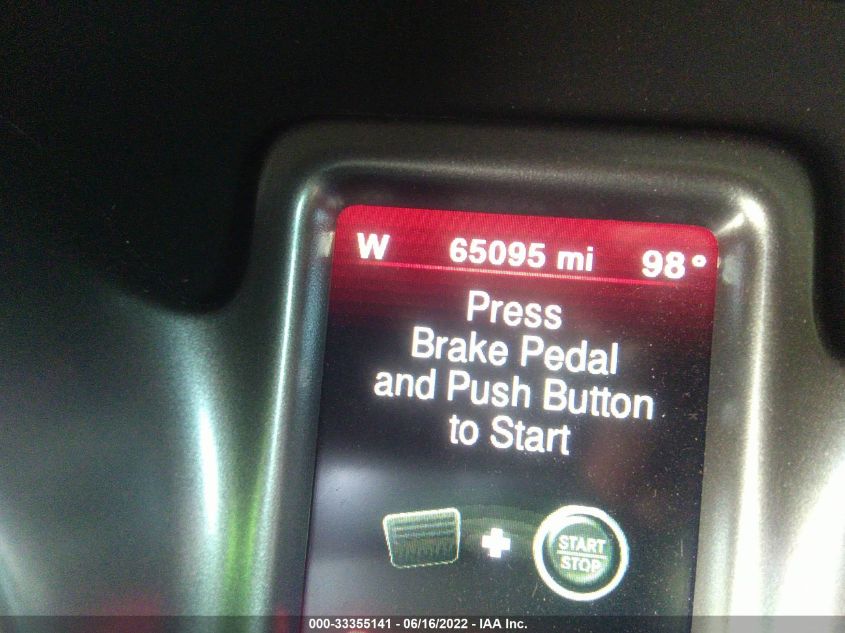 W 65095 mi 98°
Press
Brake Pedal
and Push Button
to Start
START
STOP
000-33355141 - 06/16/2022 - IAA Inc.